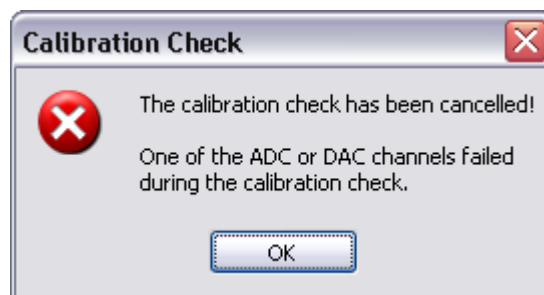 Calibration Check
The calibration check has been cancelled!
One of the ADC or DAC channels failed
during the calibration check.
OK